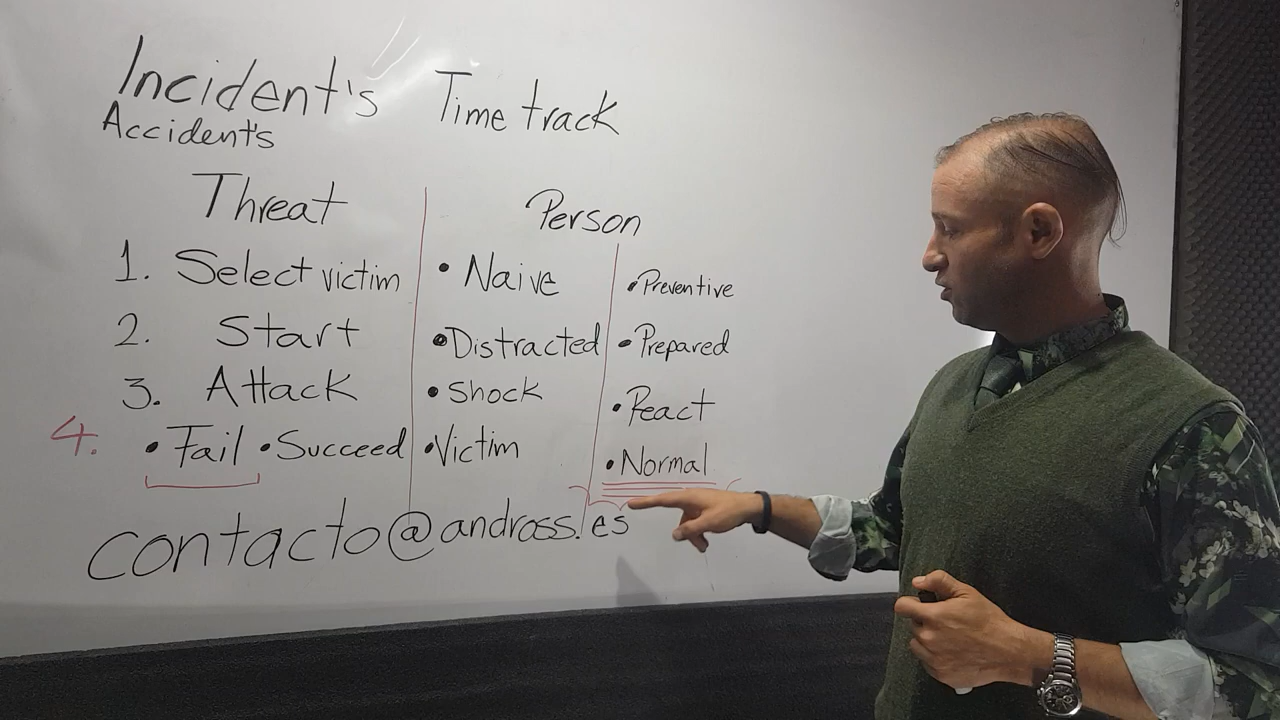 Incident's Time track
Accident's
Threat Person
1. Select victim • Naive • Preventive
2. Start • Distracted • Prepared
3. Attack • Shock • React
4. • Fail • Succeed • Victim • Normal
contacto@andross.es